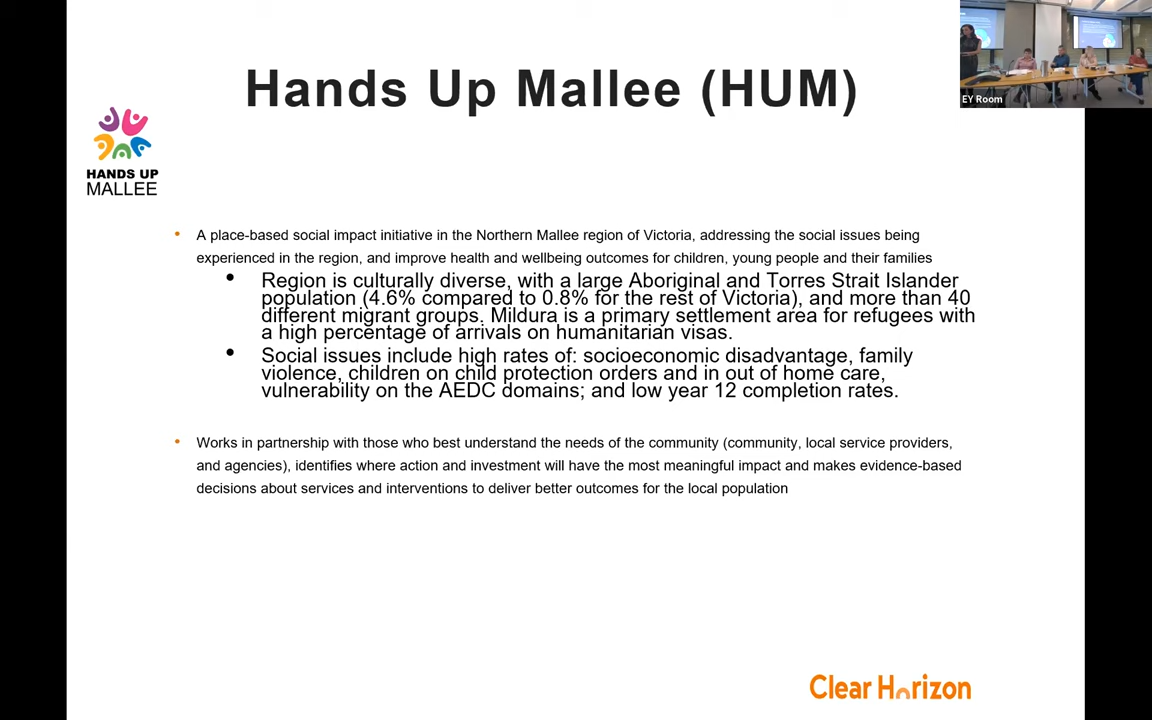 Hands Up Mallee (HUM)
EY Room
HANDS UP
MALLEE
• A place-based social impact initiative in the Northern Mallee region of Victoria, addressing the social issues being
experienced in the region, and improve health and wellbeing outcomes for children, young people and their families
• Region is culturally diverse, with a large Aboriginal and Torres Strait Islander
population (4.6% compared to 0.8% for the rest of Victoria), and more than 40
different migrant groups. Mildura is a primary settlement area for refugees with
a high percentage of arrivals on humanitarian visas.
• Social issues include high rates of: socioeconomic disadvantage, family
violence, children on child protection orders and in out of home care,
vulnerability on the AEDC domains; and low year 12 completion rates.
• Works in partnership with those who best understand the needs of the community (community, local service providers,
and agencies), identifies where action and investment will have the most meaningful impact and makes evidence-based
decisions about services and interventions to deliver better outcomes for the local population
Clear Horizon